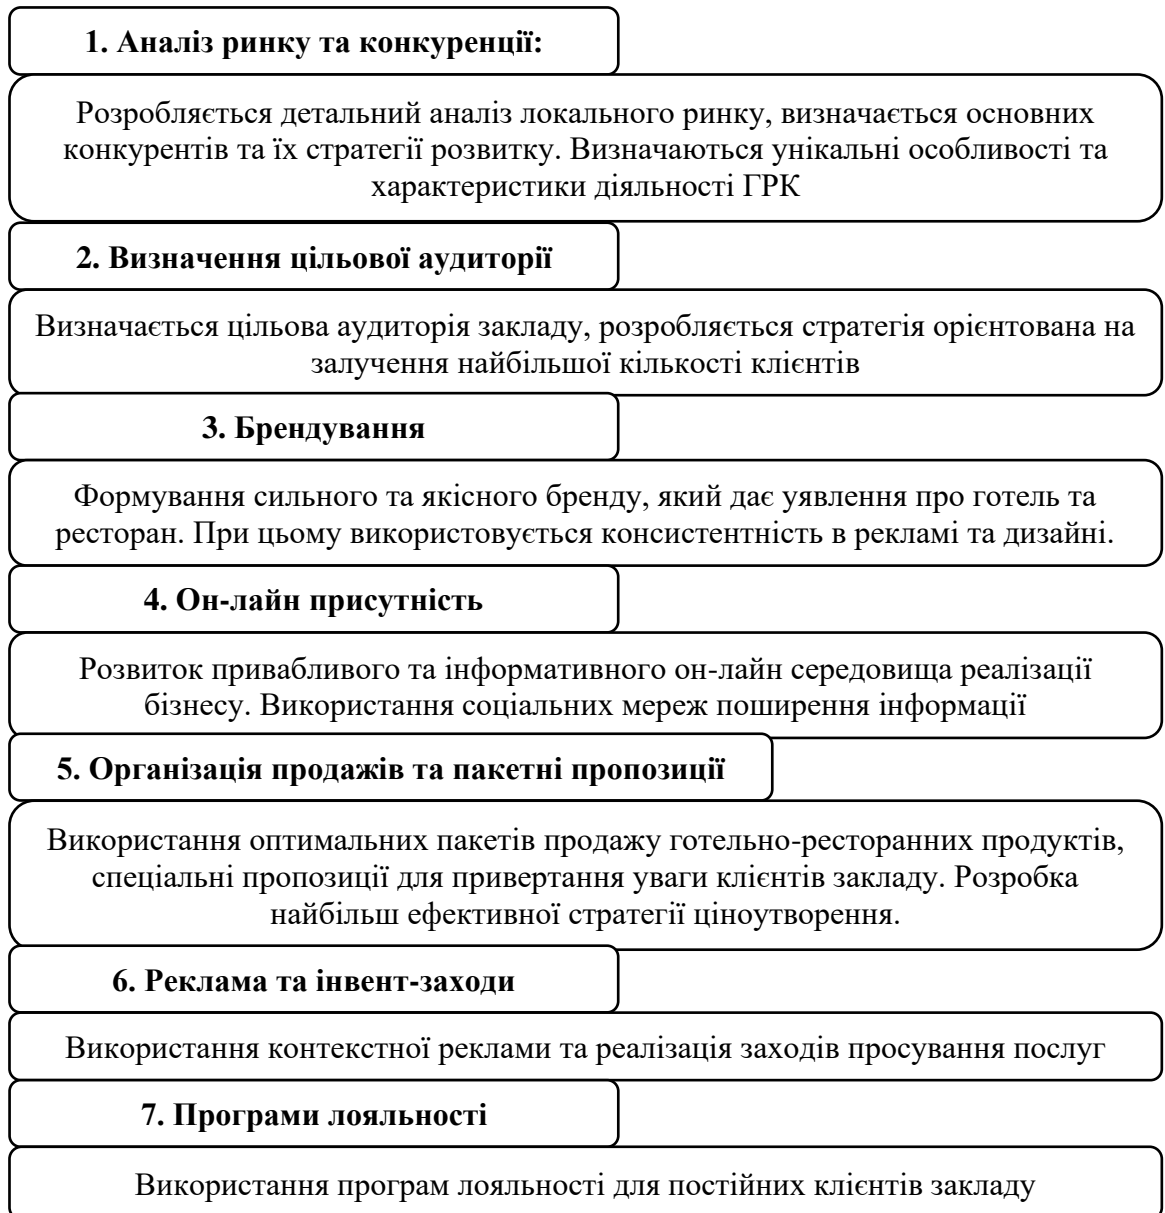 1. Аналіз ринку та конкуренції:
Розробляється детальний аналіз локального ринку, визначається основних
конкурентів та їх стратегії розвитку. Визначаються унікальні особливості та
характеристики діяльності ГРК
2. Визначення цільової аудиторії
Визначається цільова аудиторія закладу, розробляється стратегія орієнтована на
залучення найбільшої кількості клієнтів
3. Брендування
Формування сильного та якісного бренду, який дає уявлення про готель та
ресторан. При цьому використовується консистентність в рекламі та дизайні.
4. Он-лайн присутність
Розвиток привабливого та інформативного он-лайн середовища реалізації
бізнесу. Використання соціальних мереж поширення інформації
5. Організація продажів та пакетні пропозиції
Використання оптимальних пакетів продажу готельно-ресторанних продуктів,
спеціальні пропозиції для привертання уваги клієнтів закладу. Розробка
найбільш ефективної стратегії ціноутворення.
6. Реклама та інвент-заходи
Використання контекстної реклами та реалізація заходів просування послуг
7. Програми лояльності
Використання програм лояльності для постійних клієнтів закладу